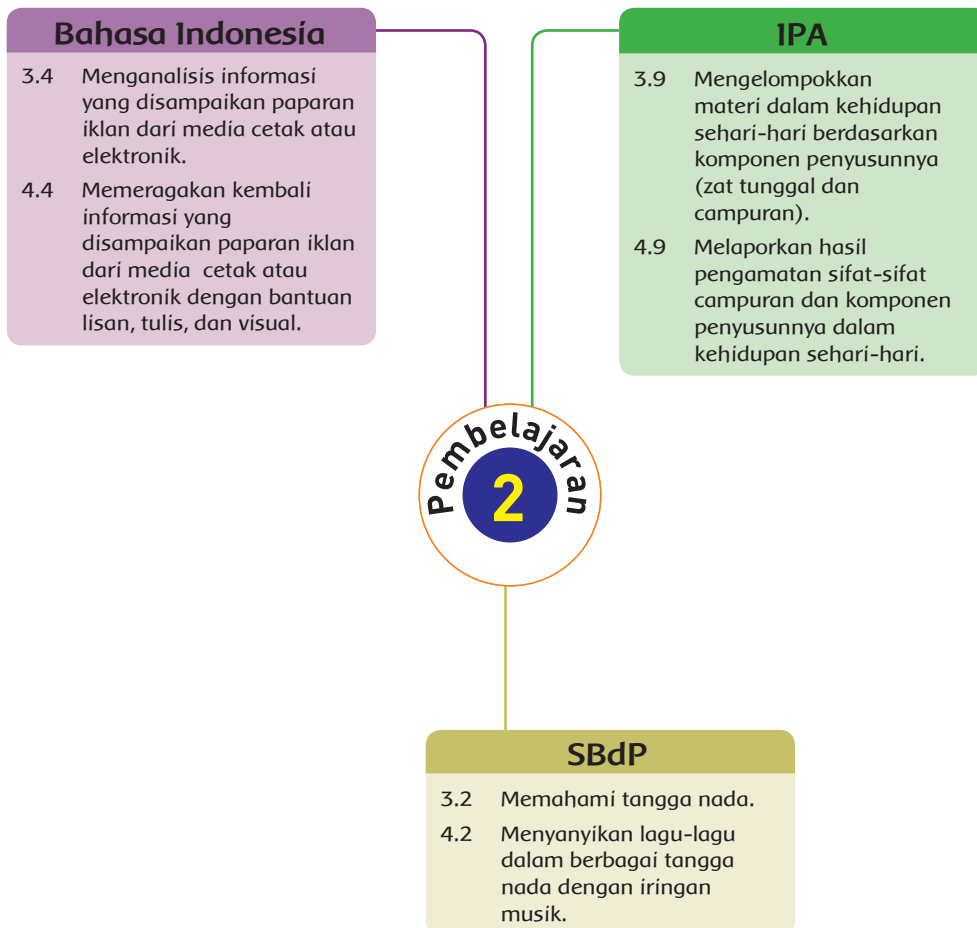 Bahasa Indonesia
3.4 Menganalisis informasi
yang disampaikan paparan
iklan dari media cetak atau
elektronik.
4.4 Memeragakan kembali
informasi yang
disampaikan paparan iklan
dari media cetak atau
elektronik dengan bantuan
lisan, tulis, dan visual.
IPA
3.9 Mengelompokkan
materi dalam kehidupan
sehari-hari berdasarkan
komponen penyusunnya
(zat tunggal dan
campuran).
4.9 Melaporkan hasil
pengamatan sifat-sifat
campuran dan komponen
penyusunnya dalam
kehidupan sehari-hari.
Pembelajaran
2
SBdP
3.2 Memahami tangga nada.
4.2 Menyanyikan lagu-lagu
dalam berbagai tangga
nada dengan iringan
musik.